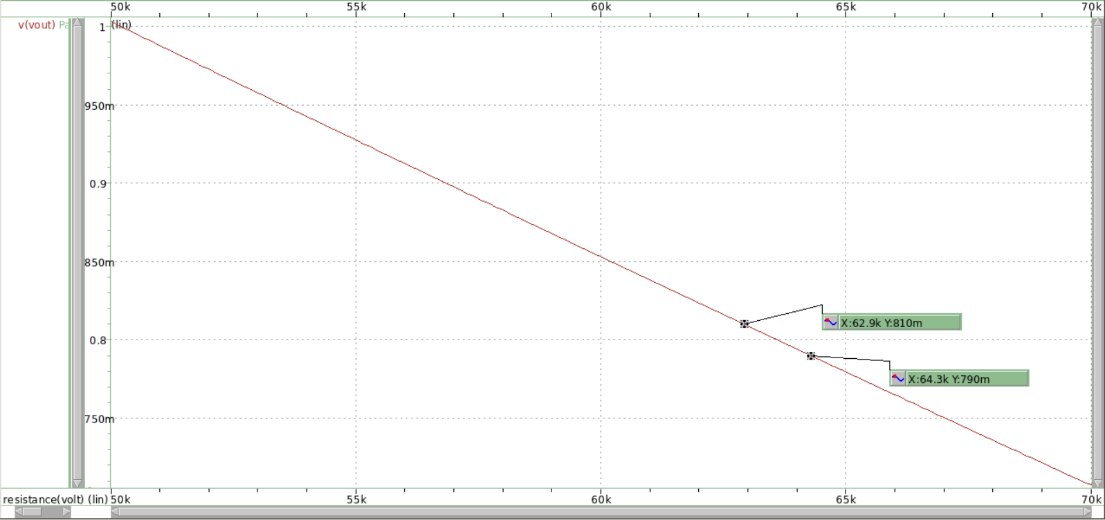 50k 55k 60k 65k 70k
v(vout) Pa
(lin)
1
950m
0.9
850m
0.8
750m
X:62.9k Y:810m
X:64.3k Y:790m
resistance(volt) (lin) 50k 55k 60k 65k 70k